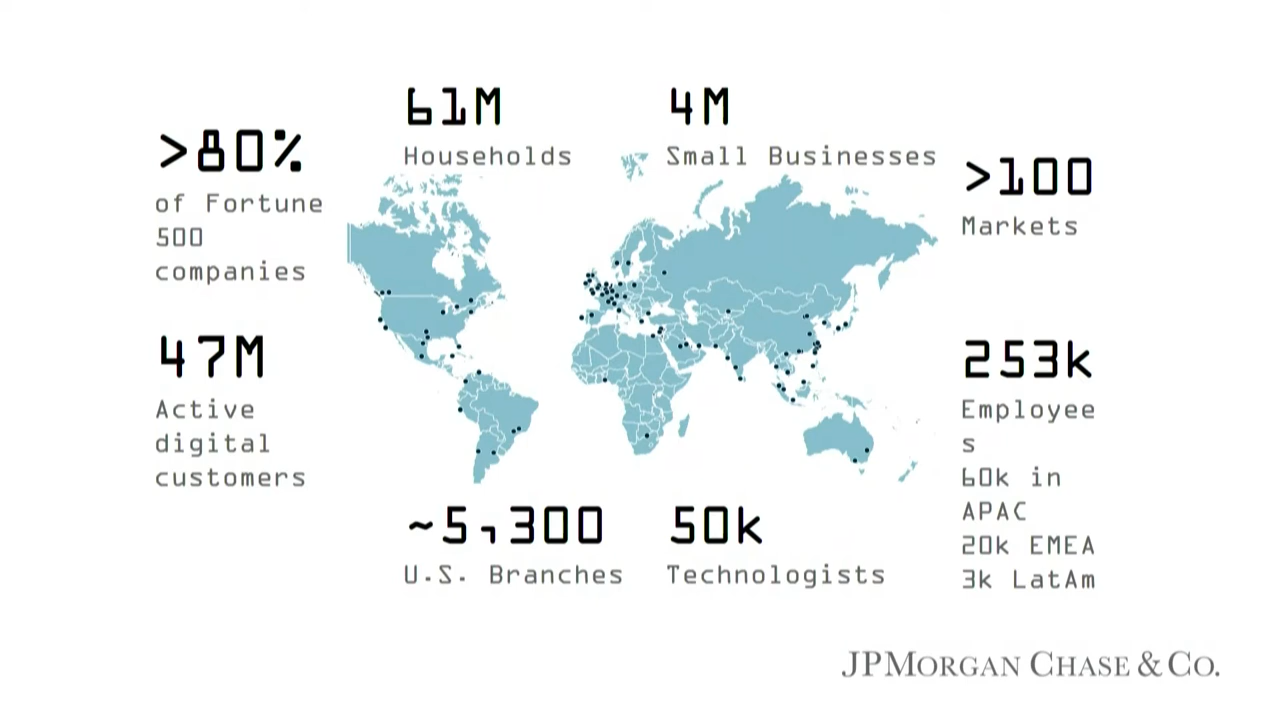 >80%
of Fortune
500
companies
61M
Households
4M
Small Businesses
>100
Markets
47M
Active
digital
customers
253k
Employee
s
60k in
APAC
20k EMEA
3k LatAm
~5,300
U.S. Branches
50k
Technologists
JPMORGAN CHASE & CO.